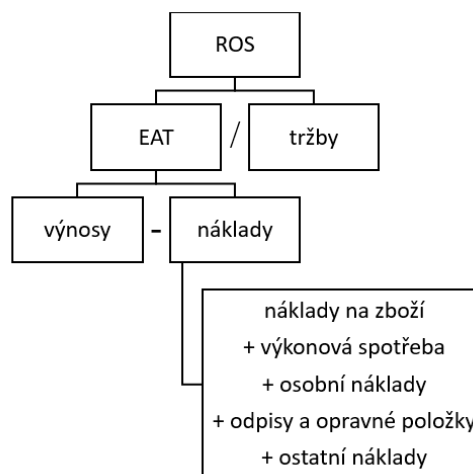 ROS
EAT / tržby
výnosy - náklady
náklady na zboží
+ výkonová spotřeba
+ osobní náklady
+ odpisy a opravné položky
+ ostatní náklady